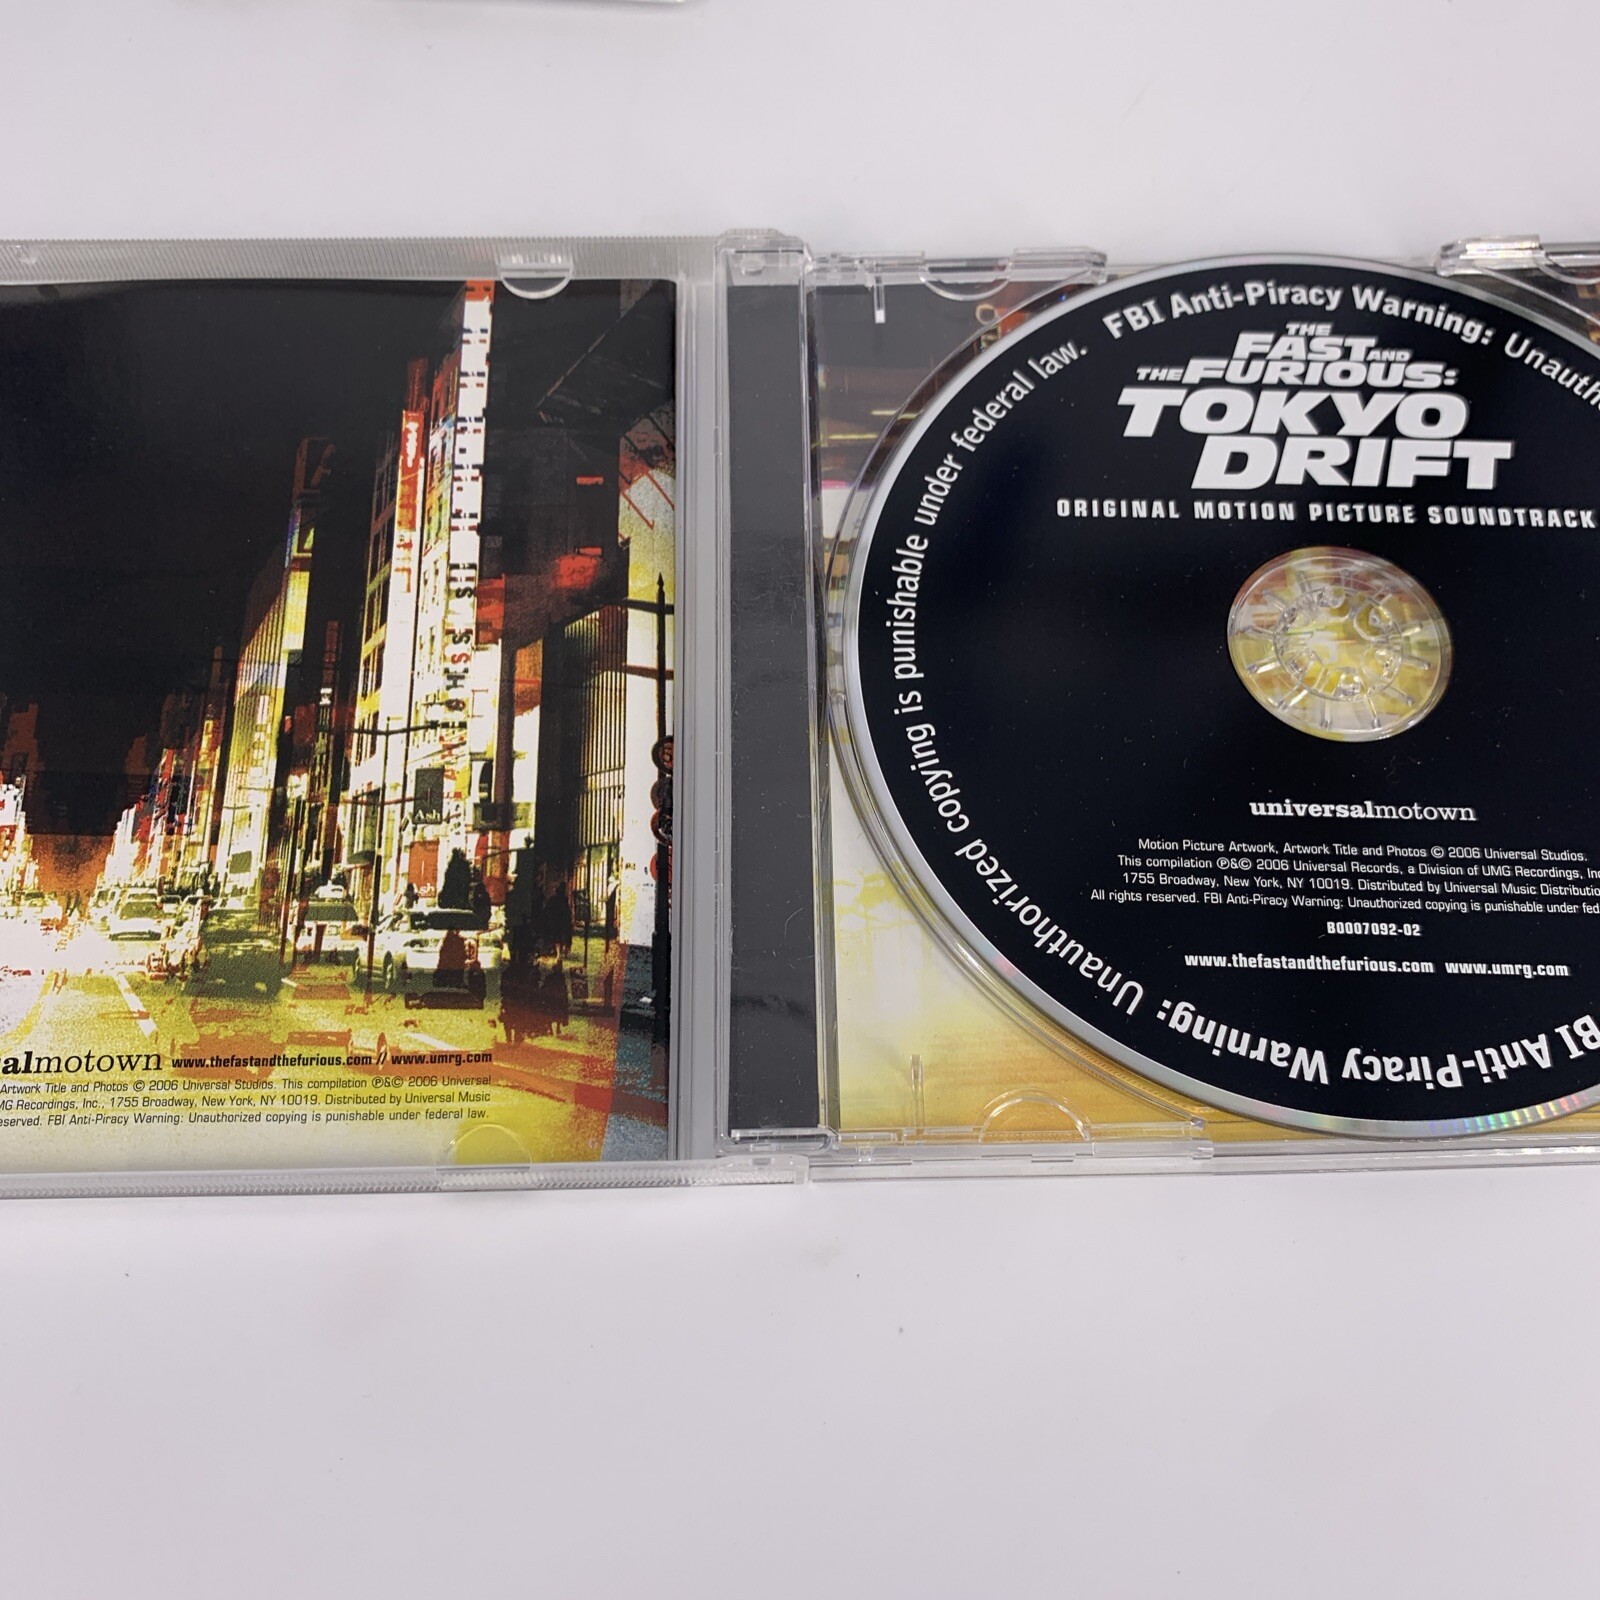 Ash
Ash
almotown www.thefastandthefurious.com // www.umrg.com
Artwork Title and Photos © 2006 Universal Studios. This compilation ℗&© 2006 Universal
MG Recordings, Inc., 1755 Broadway, New York, NY 10019. Distributed by Universal Music
eserved. FBI Anti-Piracy Warning: Unauthorized copying is punishable under federal law.
FBI Anti-Piracy Warning: Unautho
THE
FAST AND
THE FURIOUS:
TOKYO
DRIFT
ORIGINAL MOTION PICTURE SOUNDTRACK
universalmotown
Motion Picture Artwork, Artwork Title and Photos © 2006 Universal Studios.
This compilation ℗&© 2006 Universal Records, a Division of UMG Recordings, Inc
1755 Broadway, New York, NY 10019. Distributed by Universal Music Distributio
All rights reserved. FBI Anti-Piracy Warning: Unauthorized copying is punishable under fed
B0007092-02
www.thefastandthefurious.com www.umrg.com
BI Anti-Piracy Warning: Unauthorized copying is punishable under federal law.